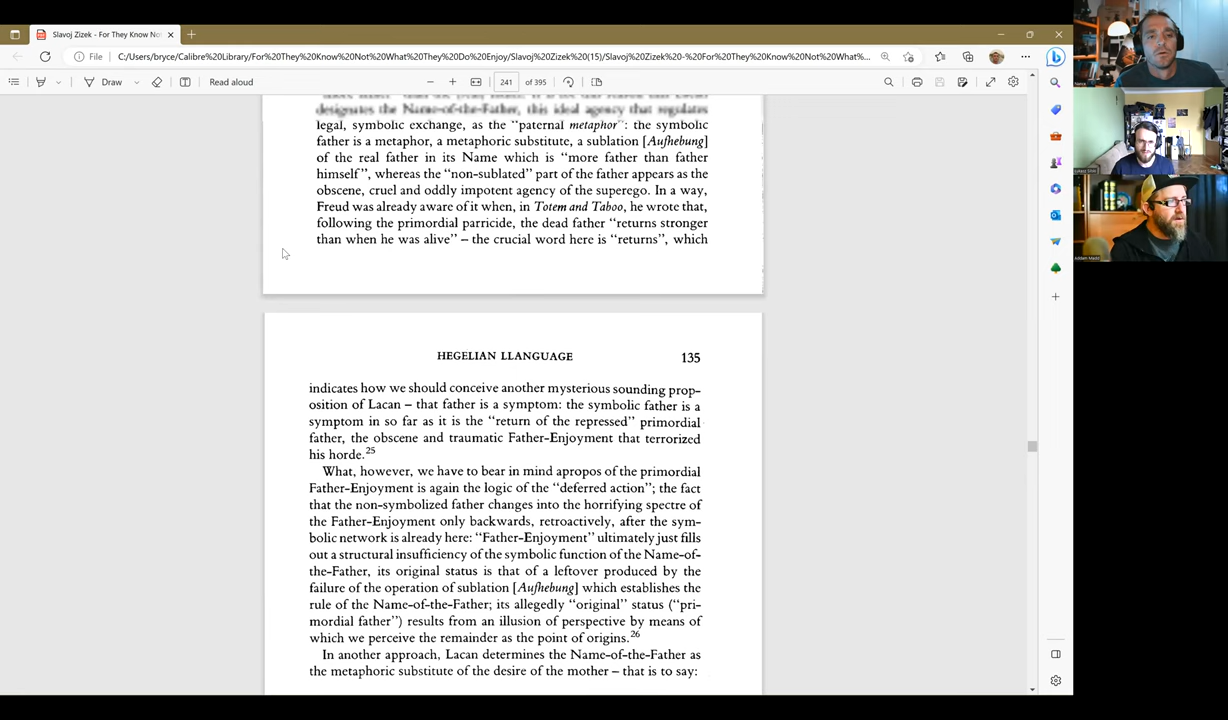 Slavoj Zizek - For They Know No
File
C:/Users/bryce/Calibre%20Library/For%20They%20Know%20Not%20What%20They%20Do%20Enjoy/Slavoj%20Zizek%20(15)/Slavoj%20Zizek%20-%20For%20They%20Know%20Not%20W...
Draw
Read aloud
241
of 395
designates the Name-of-the-Father, this ideal agency that regulates
legal, symbolic exchange, as the “paternal metaphor”: the symbolic
father is a metaphor, a metaphoric substitute, a sublation [Aufhebung]
of the real father in its Name which is “more father than father
himself”, whereas the “non-sublated” part of the father appears as the
obscene, cruel and oddly impotent agency of the superego. In a way,
Freud was already aware of it when, in Totem and Taboo, he wrote that,
following the primordial parricide, the dead father “returns stronger
than when he was alive” – the crucial word here is “returns”, which
HEGELIAN LLANGUAGE
135
indicates how we should conceive another mysterious sounding prop-
osition of Lacan – that father is a symptom: the symbolic father is a
symptom in so far as it is the “return of the repressed” primordial
father, the obscene and traumatic Father-Enjoyment that terrorized
his horde.25
What, however, we have to bear in mind apropos of the primordial
Father-Enjoyment is again the logic of the “deferred action”; the fact
that the non-symbolized father changes into the horrifying spectre of
the Father-Enjoyment only backwards, retroactively, after the sym-
bolic network is already here: “Father-Enjoyment” ultimately just fills
out a structural insufficiency of the symbolic function of the Name-of-
the-Father, its original status is that of a leftover produced by the
failure of the operation of sublation [Aufhebung] which establishes the
rule of the Name-of-the-Father; its allegedly “original” status (“pri-
mordial father”) results from an illusion of perspective by means of
which we perceive the remainder as the point of origins.26
In another approach, Lacan determines the Name-of-the-Father as
the metaphoric substitute of the desire of the mother – that is to say: